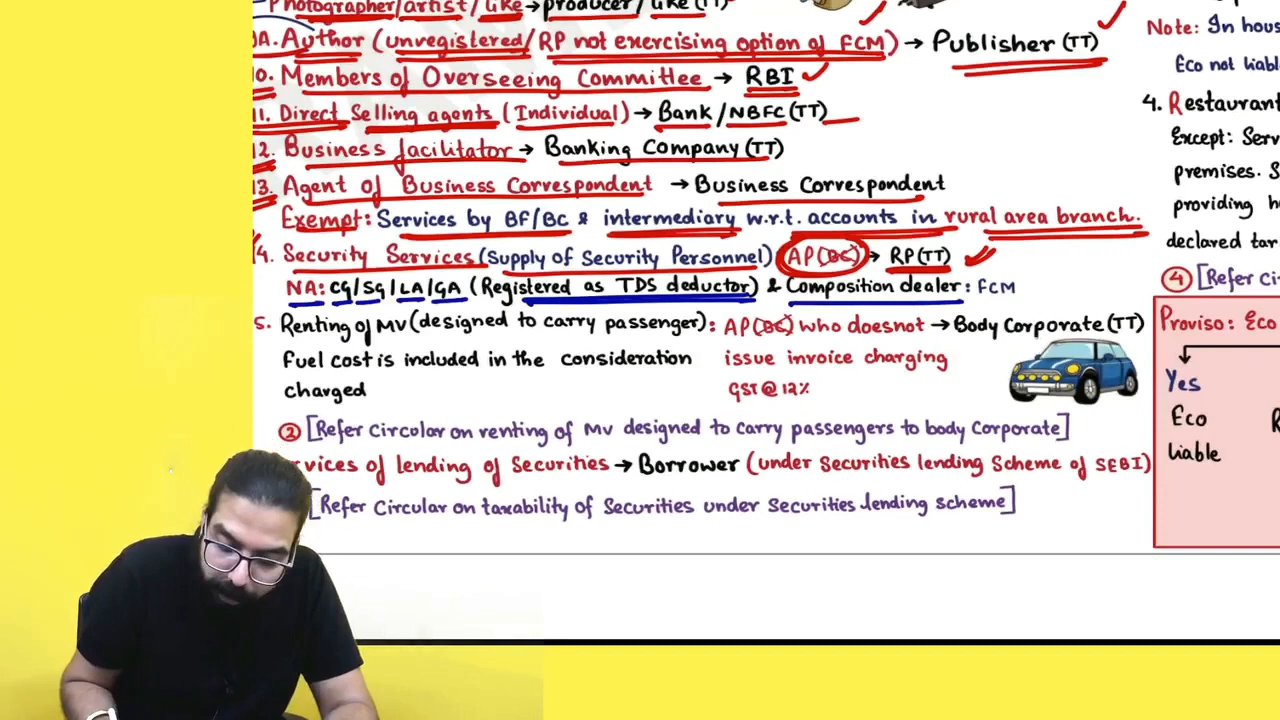 Photographer/artist/like → producer/like (TT)
9A. Author (unregistered/RP not exercising option of FCM) → Publisher (TT)
10. Members of Overseeing Committee → RBI
11. Direct Selling agents (Individual) → Bank/NBFC (TT)
12. Business facilitator → Banking Company (TT)
13. Agent of Business Correspondent → Business Correspondent
Exempt: Services by BF/BC & intermediary w.r.t. accounts in rural area branch.
14. Security Services (Supply of Security Personnel) AP(BC) → RP(TT)
NA: CG/SG/LA/GA (Registered as TDS deductor) & Composition dealer: FCM
5. Renting of MV (designed to carry passenger): AP(BC) who doesnot → Body Corporate (TT)
Fuel cost is included in the consideration issue invoice charging
charged GST @ 12%
② [Refer Circular on renting of MV designed to carry passengers to body Corporate]
rvices of lending of Securities → Borrower (under Securities lending Scheme of SEBI)
[Refer Circular on taxability of Securities under Securities lending scheme]
Note: In hous
Eco not liabl
4. Restaurant
Except: Serv
premises. S
providing h
declared tar
④ [Refer Ci
Proviso: Eco
Yes
Eco
liable